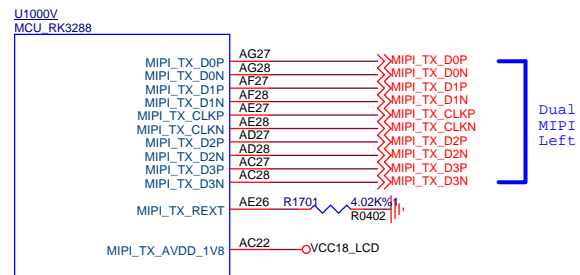 U1000V
MCU_RK3288
MIPI_TX_D0P AG27 MIPI_TX_D0P
MIPI_TX_D0N AG28 MIPI_TX_D0N
MIPI_TX_D1P AF27 MIPI_TX_D1P
MIPI_TX_D1N AF28 MIPI_TX_D1N
MIPI_TX_CLKP AE27 MIPI_TX_CLKP
MIPI_TX_CLKN AE28 MIPI_TX_CLKN
MIPI_TX_D2P AD27 MIPI_TX_D2P
MIPI_TX_D2N AD28 MIPI_TX_D2N
MIPI_TX_D3P AC27 MIPI_TX_D3P
MIPI_TX_D3N AC28 MIPI_TX_D3N
Dual
MIPI
Left
MIPI_TX_REXT AE26 R1701 4.02K%1
R0402
MIPI_TX_AVDD_1V8 AC22 VCC18_LCD